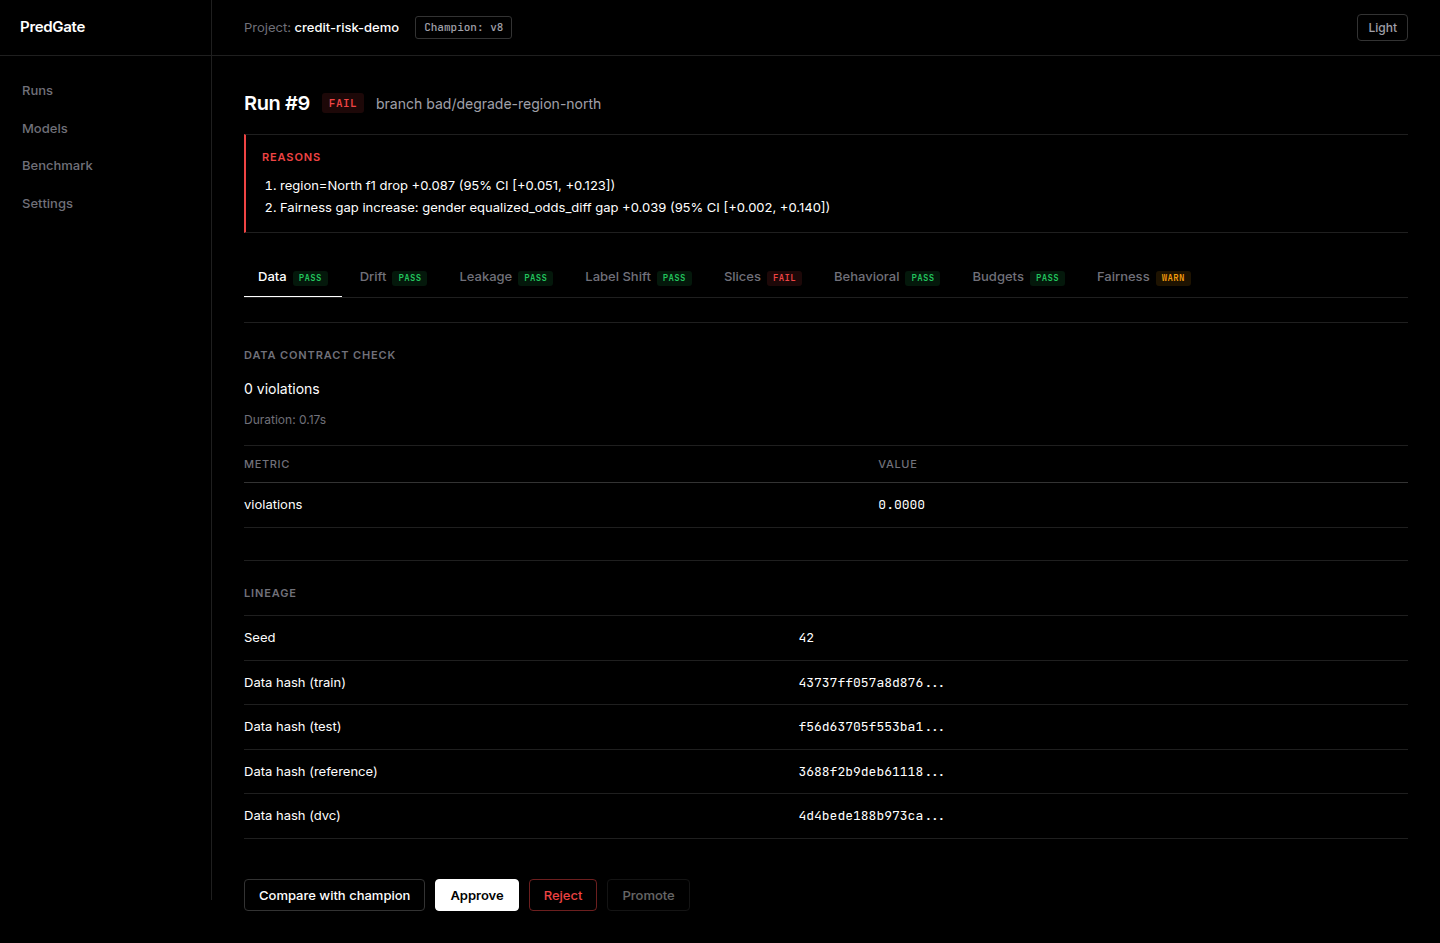 PredGate
Project: credit-risk-demo Champion: v8 Light
Runs
Models
Benchmark
Settings
Run #9 FAIL branch bad/degrade-region-north
REASONS
1. region=North f1 drop +0.087 (95% CI [+0.051, +0.123])
2. Fairness gap increase: gender equalized_odds_diff gap +0.039 (95% CI [+0.002, +0.140])
Data PASS Drift PASS Leakage PASS Label Shift PASS Slices FAIL Behavioral PASS Budgets PASS Fairness WARN
DATA CONTRACT CHECK
0 violations
Duration: 0.17s
METRIC VALUE
violations 0.0000
LINEAGE
Seed 42
Data hash (train) 43737ff057a8d876...
Data hash (test) f56d63705f553ba1...
Data hash (reference) 3688f2b9deb61118...
Data hash (dvc) 4d4bede188b973ca...
Compare with champion Approve Reject Promote